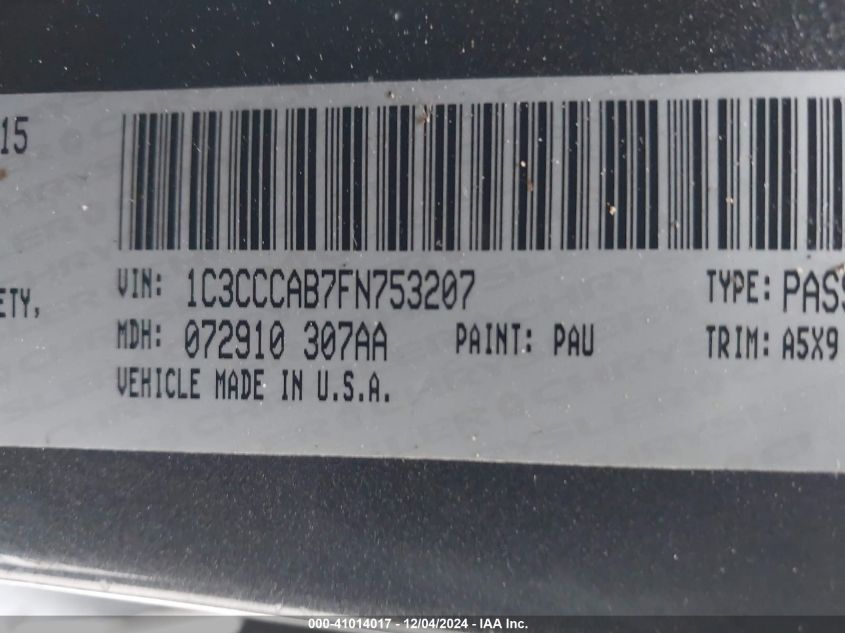 15
ETY,
VIN: 1C3CCCAB7FN753207 TYPE: PASS
MDH: 072910 307AA PAINT: PAU TRIM: A5X9
VEHICLE MADE IN U.S.A.
000-41014017 - 12/04/2024 - IAA Inc.